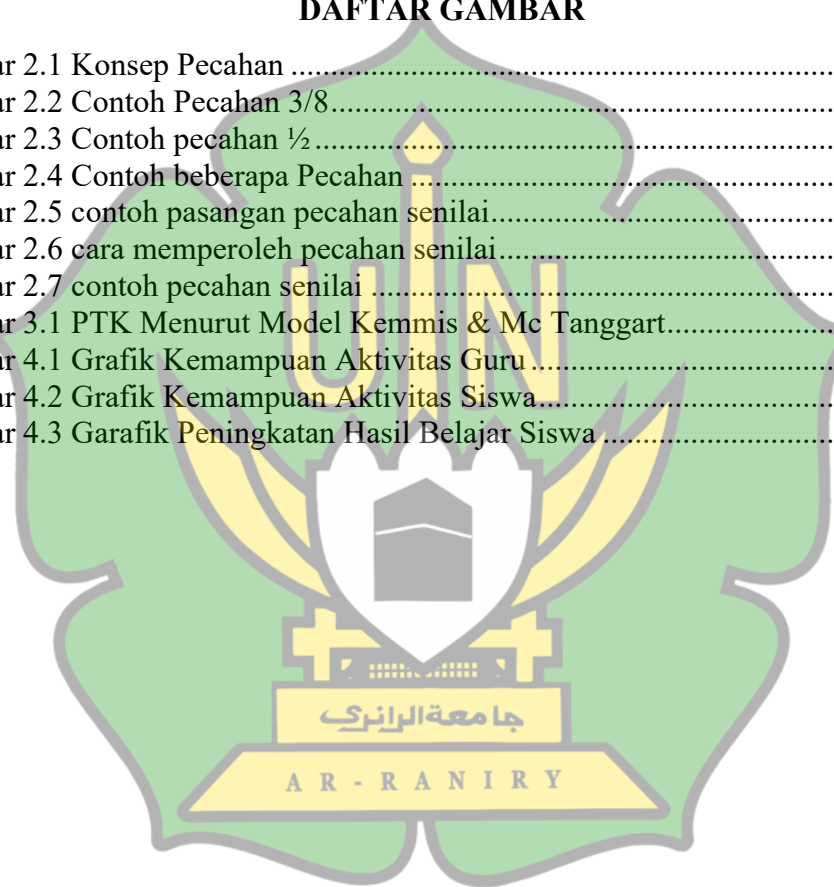 DAFTAR GAMBAR
ar 2.1 Konsep Pecahan ................................................................
ar 2.2 Contoh Pecahan 3/8................................................................
ar 2.3 Contoh pecahan ½ ................................................................
ar 2.4 Contoh beberapa Pecahan ................................................................
ar 2.5 contoh pasangan pecahan senilai................................................................
ar 2.6 cara memperoleh pecahan senilai................................................................
ar 2.7 contoh pecahan senilai ................................................................
ar 3.1 PTK Menurut Model Kemmis & Mc Tanggart................................
ar 4.1 Grafik Kemampuan Aktivitas Guru ................................................
ar 4.2 Grafik Kemampuan Aktivitas Siswa................................................
ar 4.3 Garafik Peningkatan Hasil Belajar Siswa ................................
UIN
جامعة الرانري
AR-RANIRY